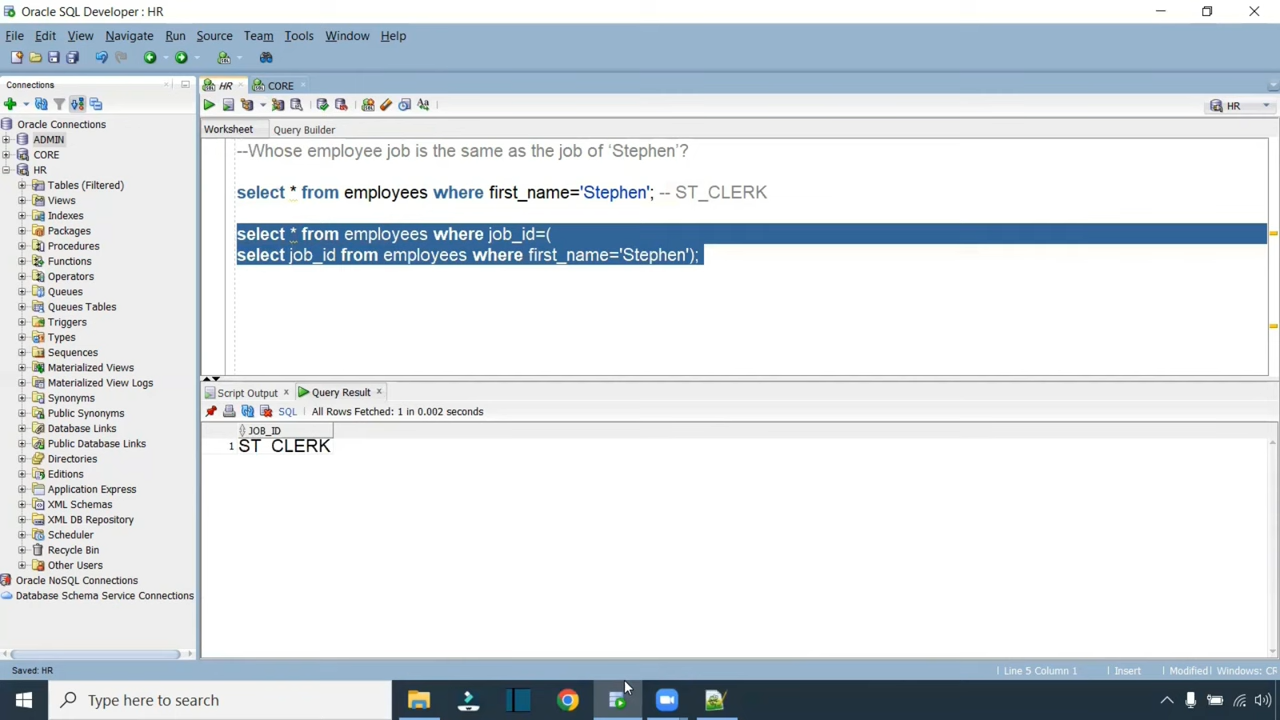 Oracle SQL Developer : HR
File Edit View Navigate Run Source Team Tools Window Help
Connections
HR
CORE
Oracle Connections
ADMIN
CORE
HR
Tables (Filtered)
Views
Indexes
Packages
Procedures
Functions
Operators
Queues
Queues Tables
Triggers
Types
Sequences
Materialized Views
Materialized View Logs
Synonyms
Public Synonyms
Database Links
Public Database Links
Directories
Editions
Application Express
XML Schemas
XML DB Repository
Scheduler
Recycle Bin
Other Users
Oracle NoSQL Connections
Database Schema Service Connections
HR
Worksheet Query Builder
--Whose employee job is the same as the job of ‘Stephen’?
select * from employees where first_name='Stephen'; -- ST_CLERK
select * from employees where job_id=(
select job_id from employees where first_name='Stephen');
Script Output Query Result
SQL All Rows Fetched: 1 in 0.002 seconds
JOB_ID
1 ST_CLERK
Saved: HR
Line 5 Column 1 Insert Modified Windows: CR
Type here to search